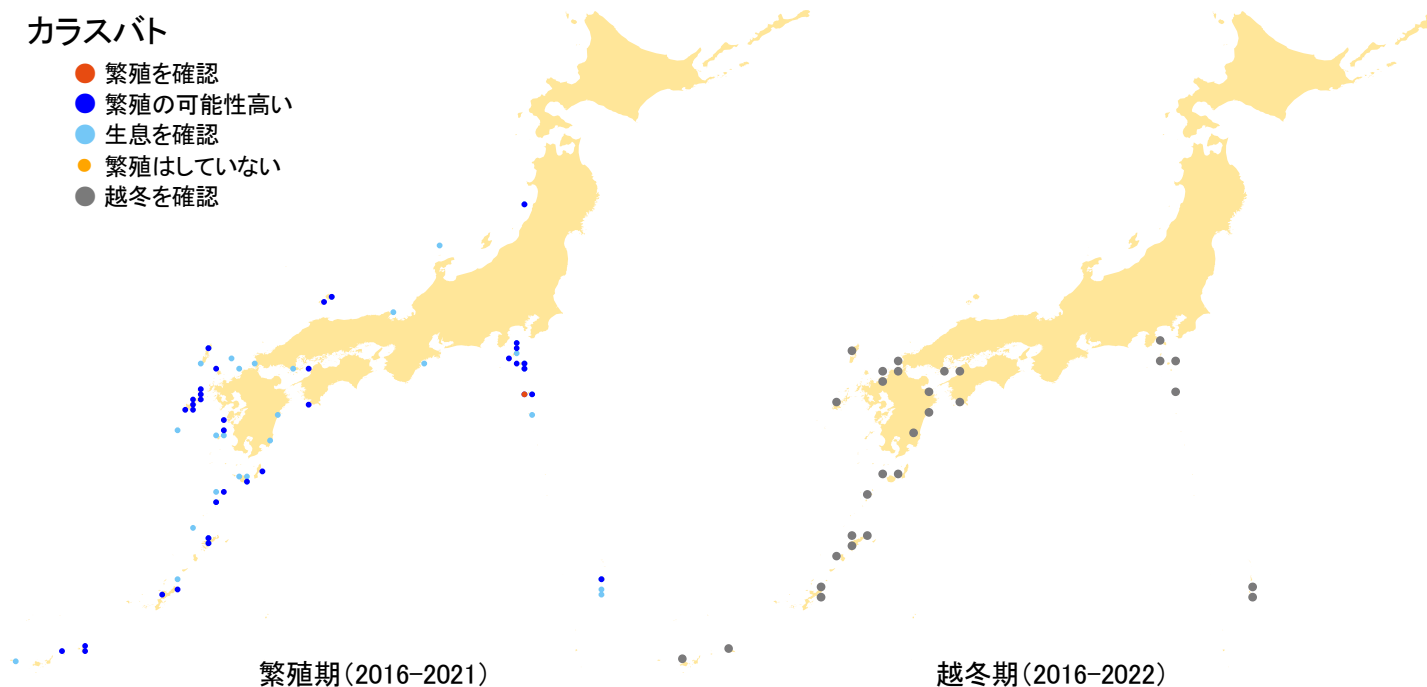 カラスバト
繁殖を確認
繁殖の可能性高い
生息を確認
繁殖はしていない
越冬を確認
繁殖期(2016-2021)
越冬期(2016-2022)